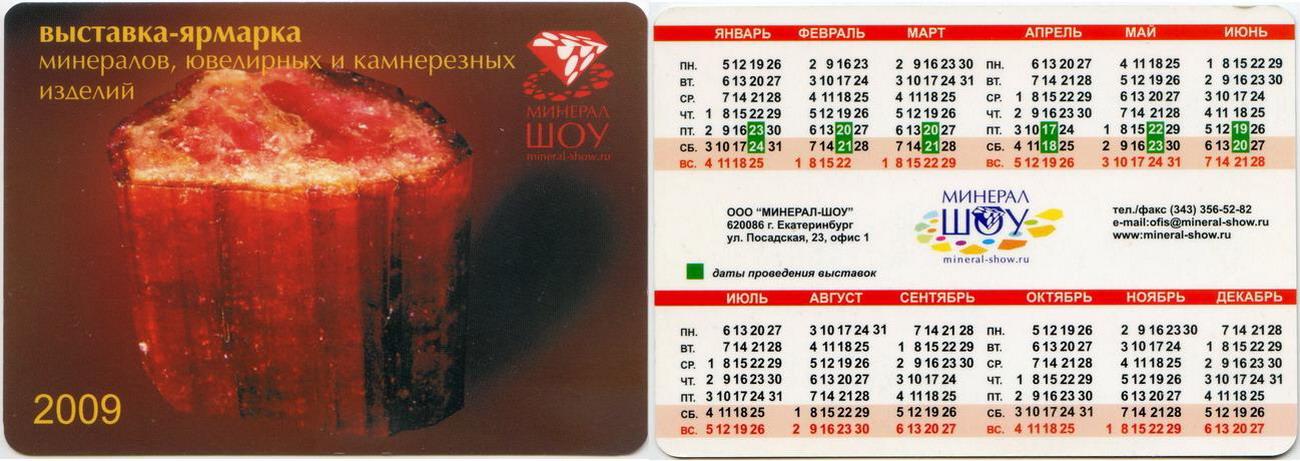 выставка-ярмарка
минералов, ювелирных и камнерезных
изделий
МИНЕРАЛ
ШОУ
mineral-show.ru
2009
ЯНВАРЬ ФЕВРАЛЬ МАРТ АПРЕЛЬ МАЙ ИЮНЬ
ПН. 5 12 19 26 2 9 16 23 2 9 16 23 30 ПН. 6 13 20 27 4 11 18 25 1 8 15 22 29
ВТ. 6 13 20 27 3 10 17 24 3 10 17 24 31 ВТ. 7 14 21 28 5 12 19 26 2 9 16 23 30
СР. 7 14 21 28 4 11 18 25 4 11 18 25 СР. 1 8 15 22 29 6 13 20 27 3 10 17 24
ЧТ. 1 8 15 22 29 5 12 19 26 5 12 19 26 ЧТ. 2 9 16 23 30 7 14 21 28 4 11 18 25
ПТ. 2 9 16 23 30 6 13 20 27 6 13 20 27 ПТ. 3 10 17 24 1 8 15 22 29 5 12 19 26
СБ. 3 10 17 24 31 7 14 21 28 7 14 21 28 СБ. 4 11 18 25 2 9 16 23 30 6 13 20 27
ВС. 4 11 18 25 1 8 15 22 1 8 15 22 29 ВС. 5 12 19 26 3 10 17 24 31 7 14 21 28
ООО “МИНЕРАЛ-ШОУ”
620086 г. Екатеринбург
ул. Посадская, 23, офис 1
МИНЕРАЛ
ШОУ
mineral-show.ru
тел./факс (343) 356-52-82
e-mail:ofis@mineral-show.ru
www:mineral-show.ru
даты проведения выставок
ИЮЛЬ АВГУСТ СЕНТЯБРЬ ОКТЯБРЬ НОЯБРЬ ДЕКАБРЬ
ПН. 6 13 20 27 3 10 17 24 31 7 14 21 28 ПН. 5 12 19 26 2 9 16 23 30 7 14 21 28
ВТ. 7 14 21 28 4 11 18 25 1 8 15 22 29 ВТ. 6 13 20 27 3 10 17 24 1 8 15 22 29
СР. 1 8 15 22 29 5 12 19 26 2 9 16 23 30 СР. 7 14 21 28 4 11 18 25 2 9 16 23 30
ЧТ. 2 9 16 23 30 6 13 20 27 3 10 17 24 ЧТ. 1 8 15 22 29 5 12 19 26 3 10 17 24 31
ПТ. 3 10 17 24 31 7 14 21 28 4 11 18 25 ПТ. 2 9 16 23 30 6 13 20 27 4 11 18 25
СБ. 4 11 18 25 1 8 15 22 29 5 12 19 26 СБ. 3 10 17 24 31 7 14 21 28 5 12 19 26
ВС. 5 12 19 26 2 9 16 23 30 6 13 20 27 ВС. 4 11 18 25 1 8 15 22 29 6 13 20 27